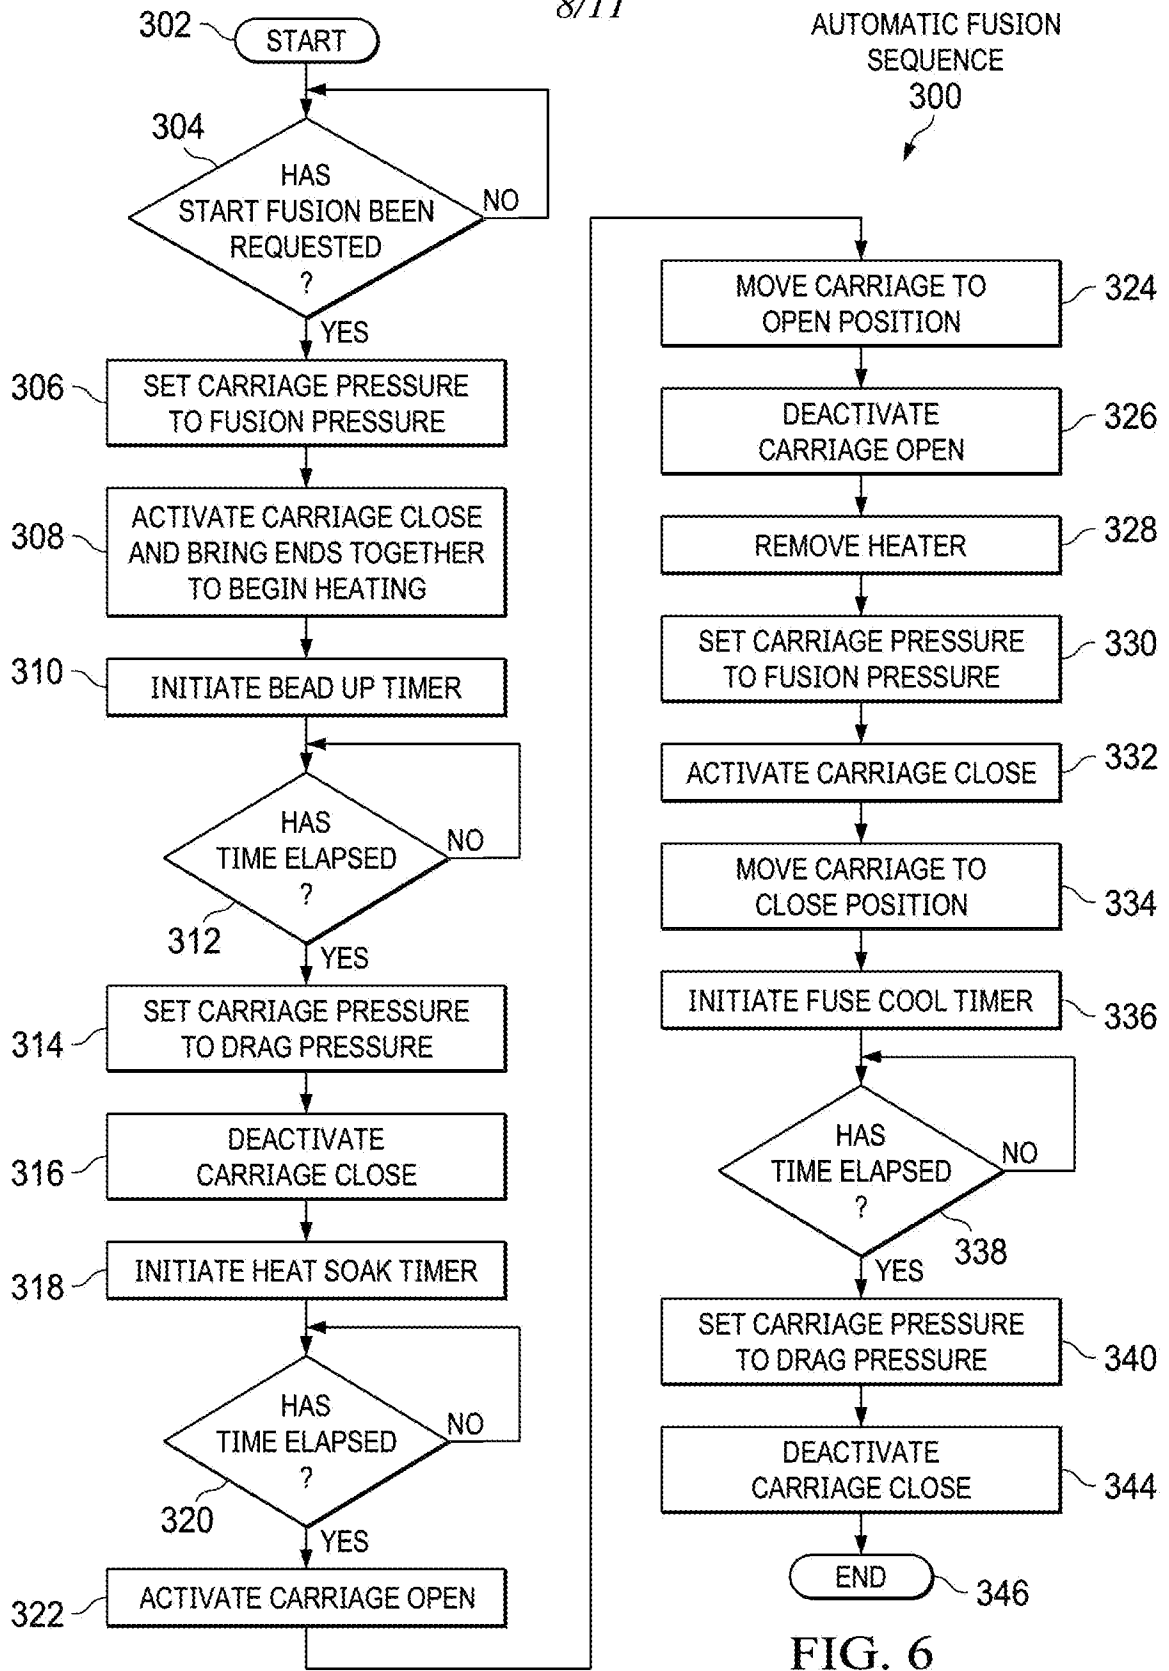 8/11
AUTOMATIC FUSION
SEQUENCE
300
302
START
304
HAS
START FUSION BEEN
REQUESTED
?
NO
YES
306
SET CARRIAGE PRESSURE
TO FUSION PRESSURE
308
ACTIVATE CARRIAGE CLOSE
AND BRING ENDS TOGETHER
TO BEGIN HEATING
310
INITIATE BEAD UP TIMER
HAS
TIME ELAPSED
?
NO
312
YES
314
SET CARRIAGE PRESSURE
TO DRAG PRESSURE
316
DEACTIVATE
CARRIAGE CLOSE
318
INITIATE HEAT SOAK TIMER
HAS
TIME ELAPSED
?
NO
320
YES
322
ACTIVATE CARRIAGE OPEN
MOVE CARRIAGE TO
OPEN POSITION
324
DEACTIVATE
CARRIAGE OPEN
326
REMOVE HEATER
328
SET CARRIAGE PRESSURE
TO FUSION PRESSURE
330
ACTIVATE CARRIAGE CLOSE
332
MOVE CARRIAGE TO
CLOSE POSITION
334
INITIATE FUSE COOL TIMER
336
HAS
TIME ELAPSED
?
NO
338
YES
SET CARRIAGE PRESSURE
TO DRAG PRESSURE
340
DEACTIVATE
CARRIAGE CLOSE
344
END
346
FIG. 6